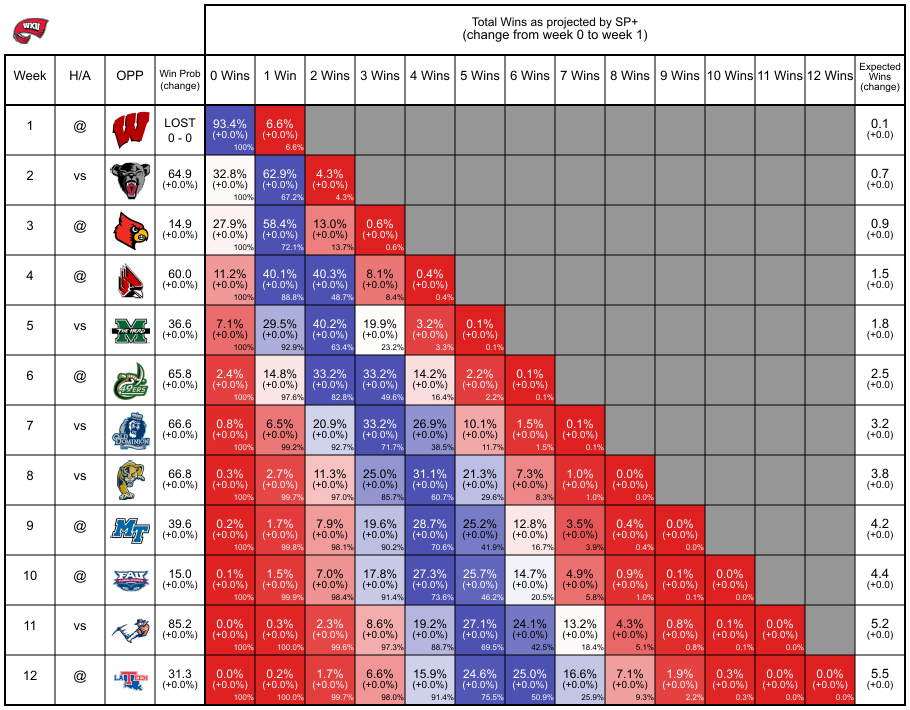 WKU
Total Wins as projected by SP+
(change from week 0 to week 1)
Week H/A OPP Win Prob (change) 0 Wins 1 Win 2 Wins 3 Wins 4 Wins 5 Wins 6 Wins 7 Wins 8 Wins 9 Wins 10 Wins 11 Wins 12 Wins Expected Wins (change)
1 @ W LOST 93.4% 6.6% 0.1
0 - 0 (+0.0%) (+0.0%) (+0.0)
100% 6.6%
2 vs 64.9 32.8% 62.9% 4.3% 0.7
(+0.0%) (+0.0%) (+0.0%) (+0.0%) (+0.0)
100% 67.2% 4.3%
3 @ 14.9 27.9% 58.4% 13.0% 0.6% 0.9
(+0.0%) (+0.0%) (+0.0%) (+0.0%) (+0.0%) (+0.0)
100% 72.1% 13.7% 0.6%
4 @ 60.0 11.2% 40.1% 40.3% 8.1% 0.4% 1.5
(+0.0%) (+0.0%) (+0.0%) (+0.0%) (+0.0%) (+0.0%) (+0.0)
100% 88.8% 48.7% 8.4% 0.4%
5 vs M THE HERD 36.6 7.1% 29.5% 40.2% 19.9% 3.2% 0.1% 1.8
(+0.0%) (+0.0%) (+0.0%) (+0.0%) (+0.0%) (+0.0%) (+0.0%) (+0.0)
100% 92.9% 63.4% 23.2% 3.3% 0.1%
6 @ 49ERS 65.8 2.4% 14.8% 33.2% 33.2% 14.2% 2.2% 0.1% 2.5
(+0.0%) (+0.0%) (+0.0%) (+0.0%) (+0.0%) (+0.0%) (+0.0%) (+0.0%) (+0.0)
100% 97.6% 82.8% 49.6% 16.4% 2.2% 0.1%
7 vs OLD DOMINION 66.6 0.8% 6.5% 20.9% 33.2% 26.9% 10.1% 1.5% 0.1% 3.2
(+0.0%) (+0.0%) (+0.0%) (+0.0%) (+0.0%) (+0.0%) (+0.0%) (+0.0%) (+0.0%) (+0.0)
100% 99.2% 92.7% 71.7% 38.5% 11.7% 1.5% 0.1%
8 vs 66.8 0.3% 2.7% 11.3% 25.0% 31.1% 21.3% 7.3% 1.0% 0.0% 3.8
(+0.0%) (+0.0%) (+0.0%) (+0.0%) (+0.0%) (+0.0%) (+0.0%) (+0.0%) (+0.0%) (+0.0%) (+0.0)
100% 99.7% 97.0% 85.7% 60.7% 29.6% 8.3% 1.0% 0.0%
9 @ MT 39.6 0.2% 1.7% 7.9% 19.6% 28.7% 25.2% 12.8% 3.5% 0.4% 0.0% 4.2
(+0.0%) (+0.0%) (+0.0%) (+0.0%) (+0.0%) (+0.0%) (+0.0%) (+0.0%) (+0.0%) (+0.0%) (+0.0%) (+0.0)
100% 99.8% 98.1% 90.2% 70.6% 41.9% 16.7% 3.9% 0.4% 0.0%
10 @ FAU 15.0 0.1% 1.5% 7.0% 17.8% 27.3% 25.7% 14.7% 4.9% 0.9% 0.1% 0.0% 4.4
(+0.0%) (+0.0%) (+0.0%) (+0.0%) (+0.0%) (+0.0%) (+0.0%) (+0.0%) (+0.0%) (+0.0%) (+0.0%) (+0.0%) (+0.0)
100% 99.9% 98.4% 91.4% 73.6% 46.2% 20.5% 5.8% 1.0% 0.1% 0.0%
11 vs 85.2 0.0% 0.3% 2.3% 8.6% 19.2% 27.1% 24.1% 13.2% 4.3% 0.8% 0.1% 0.0% 5.2
(+0.0%) (+0.0%) (+0.0%) (+0.0%) (+0.0%) (+0.0%) (+0.0%) (+0.0%) (+0.0%) (+0.0%) (+0.0%) (+0.0%) (+0.0%) (+0.0)
100% 100.0% 99.6% 97.3% 88.7% 69.5% 42.5% 18.4% 5.1% 0.8% 0.1% 0.0%
12 @ LA TECH 31.3 0.0% 0.2% 1.7% 6.6% 15.9% 24.6% 25.0% 16.6% 7.1% 1.9% 0.3% 0.0% 0.0% 5.5
(+0.0%) (+0.0%) (+0.0%) (+0.0%) (+0.0%) (+0.0%) (+0.0%) (+0.0%) (+0.0%) (+0.0%) (+0.0%) (+0.0%) (+0.0%) (+0.0%) (+0.0)
100% 100.0% 99.7% 98.0% 91.4% 75.5% 50.9% 25.9% 9.3% 2.2% 0.3% 0.0% 0.0%